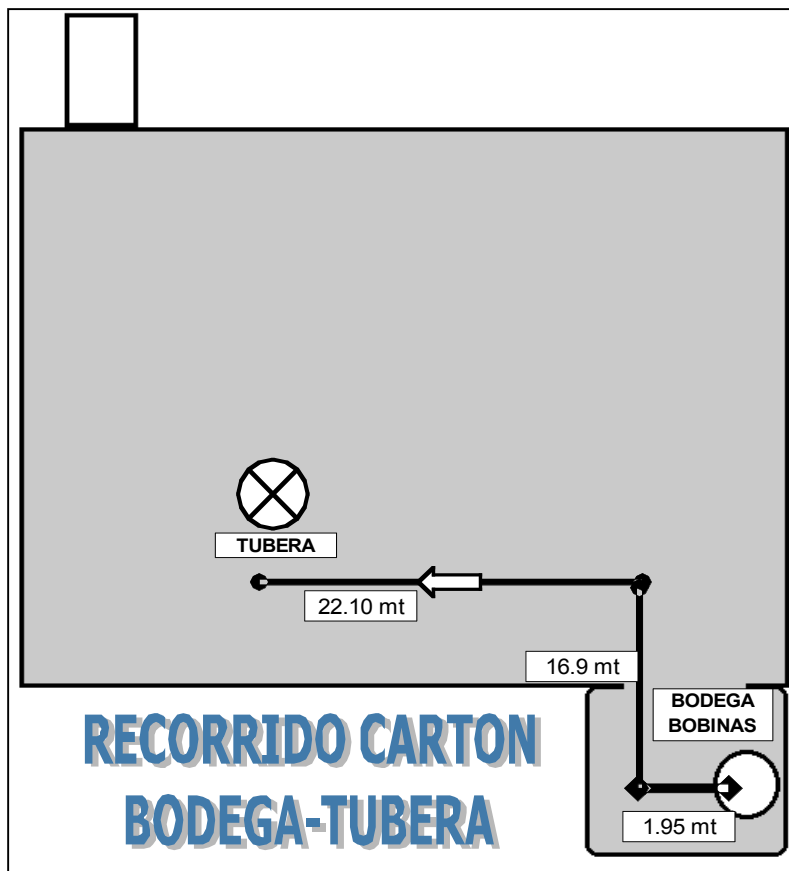 TUBERA
22.10 mt
16.9 mt
BODEGA
BOBINAS
1.95 mt
RECORRIDO CARTON
BODEGA-TUBERA